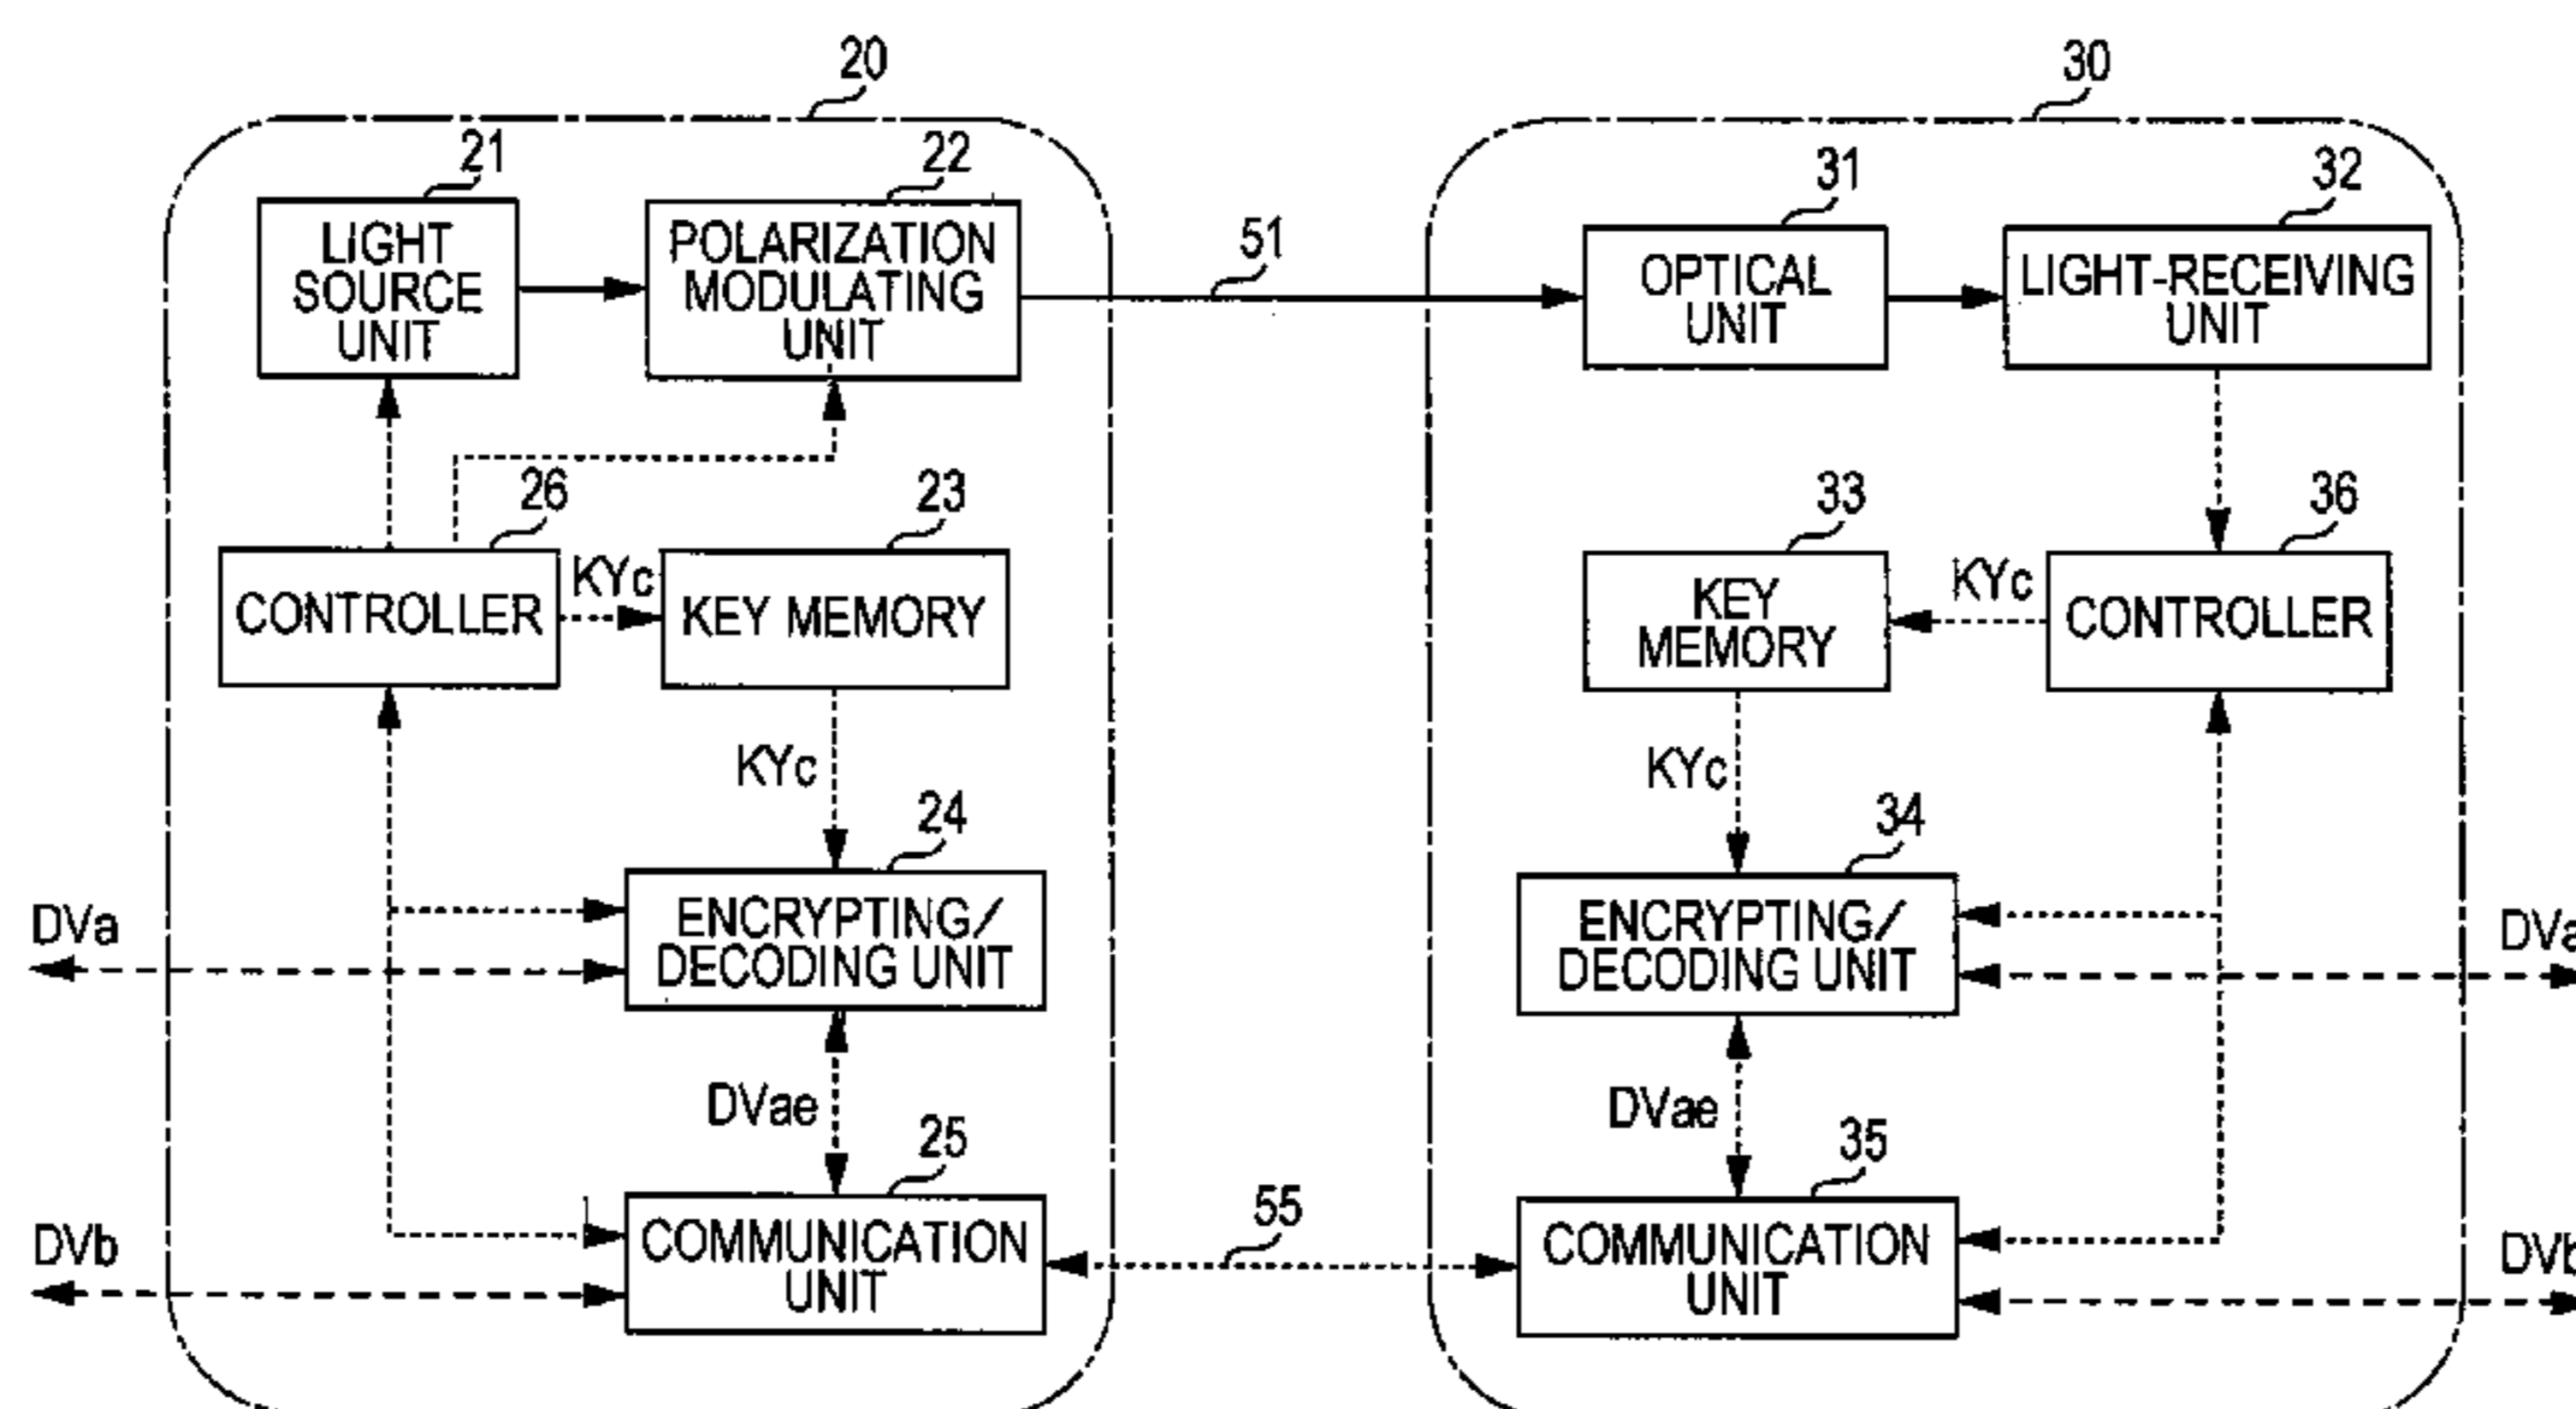 20
30
21
22
31
32
LIGHT
SOURCE
UNIT
POLARIZATION
MODULATING
UNIT
51
OPTICAL
UNIT
LIGHT-RECEIVING
UNIT
26
23
33
36
CONTROLLER
KYc
KEY MEMORY
KEY
MEMORY
KYc
CONTROLLER
KYc
KYc
24
34
DVa
ENCRYPTING/
DECODING UNIT
ENCRYPTING/
DECODING UNIT
DVa
DVae
DVae
25
35
DVb
COMMUNICATION
UNIT
55
COMMUNICATION
UNIT
DVb